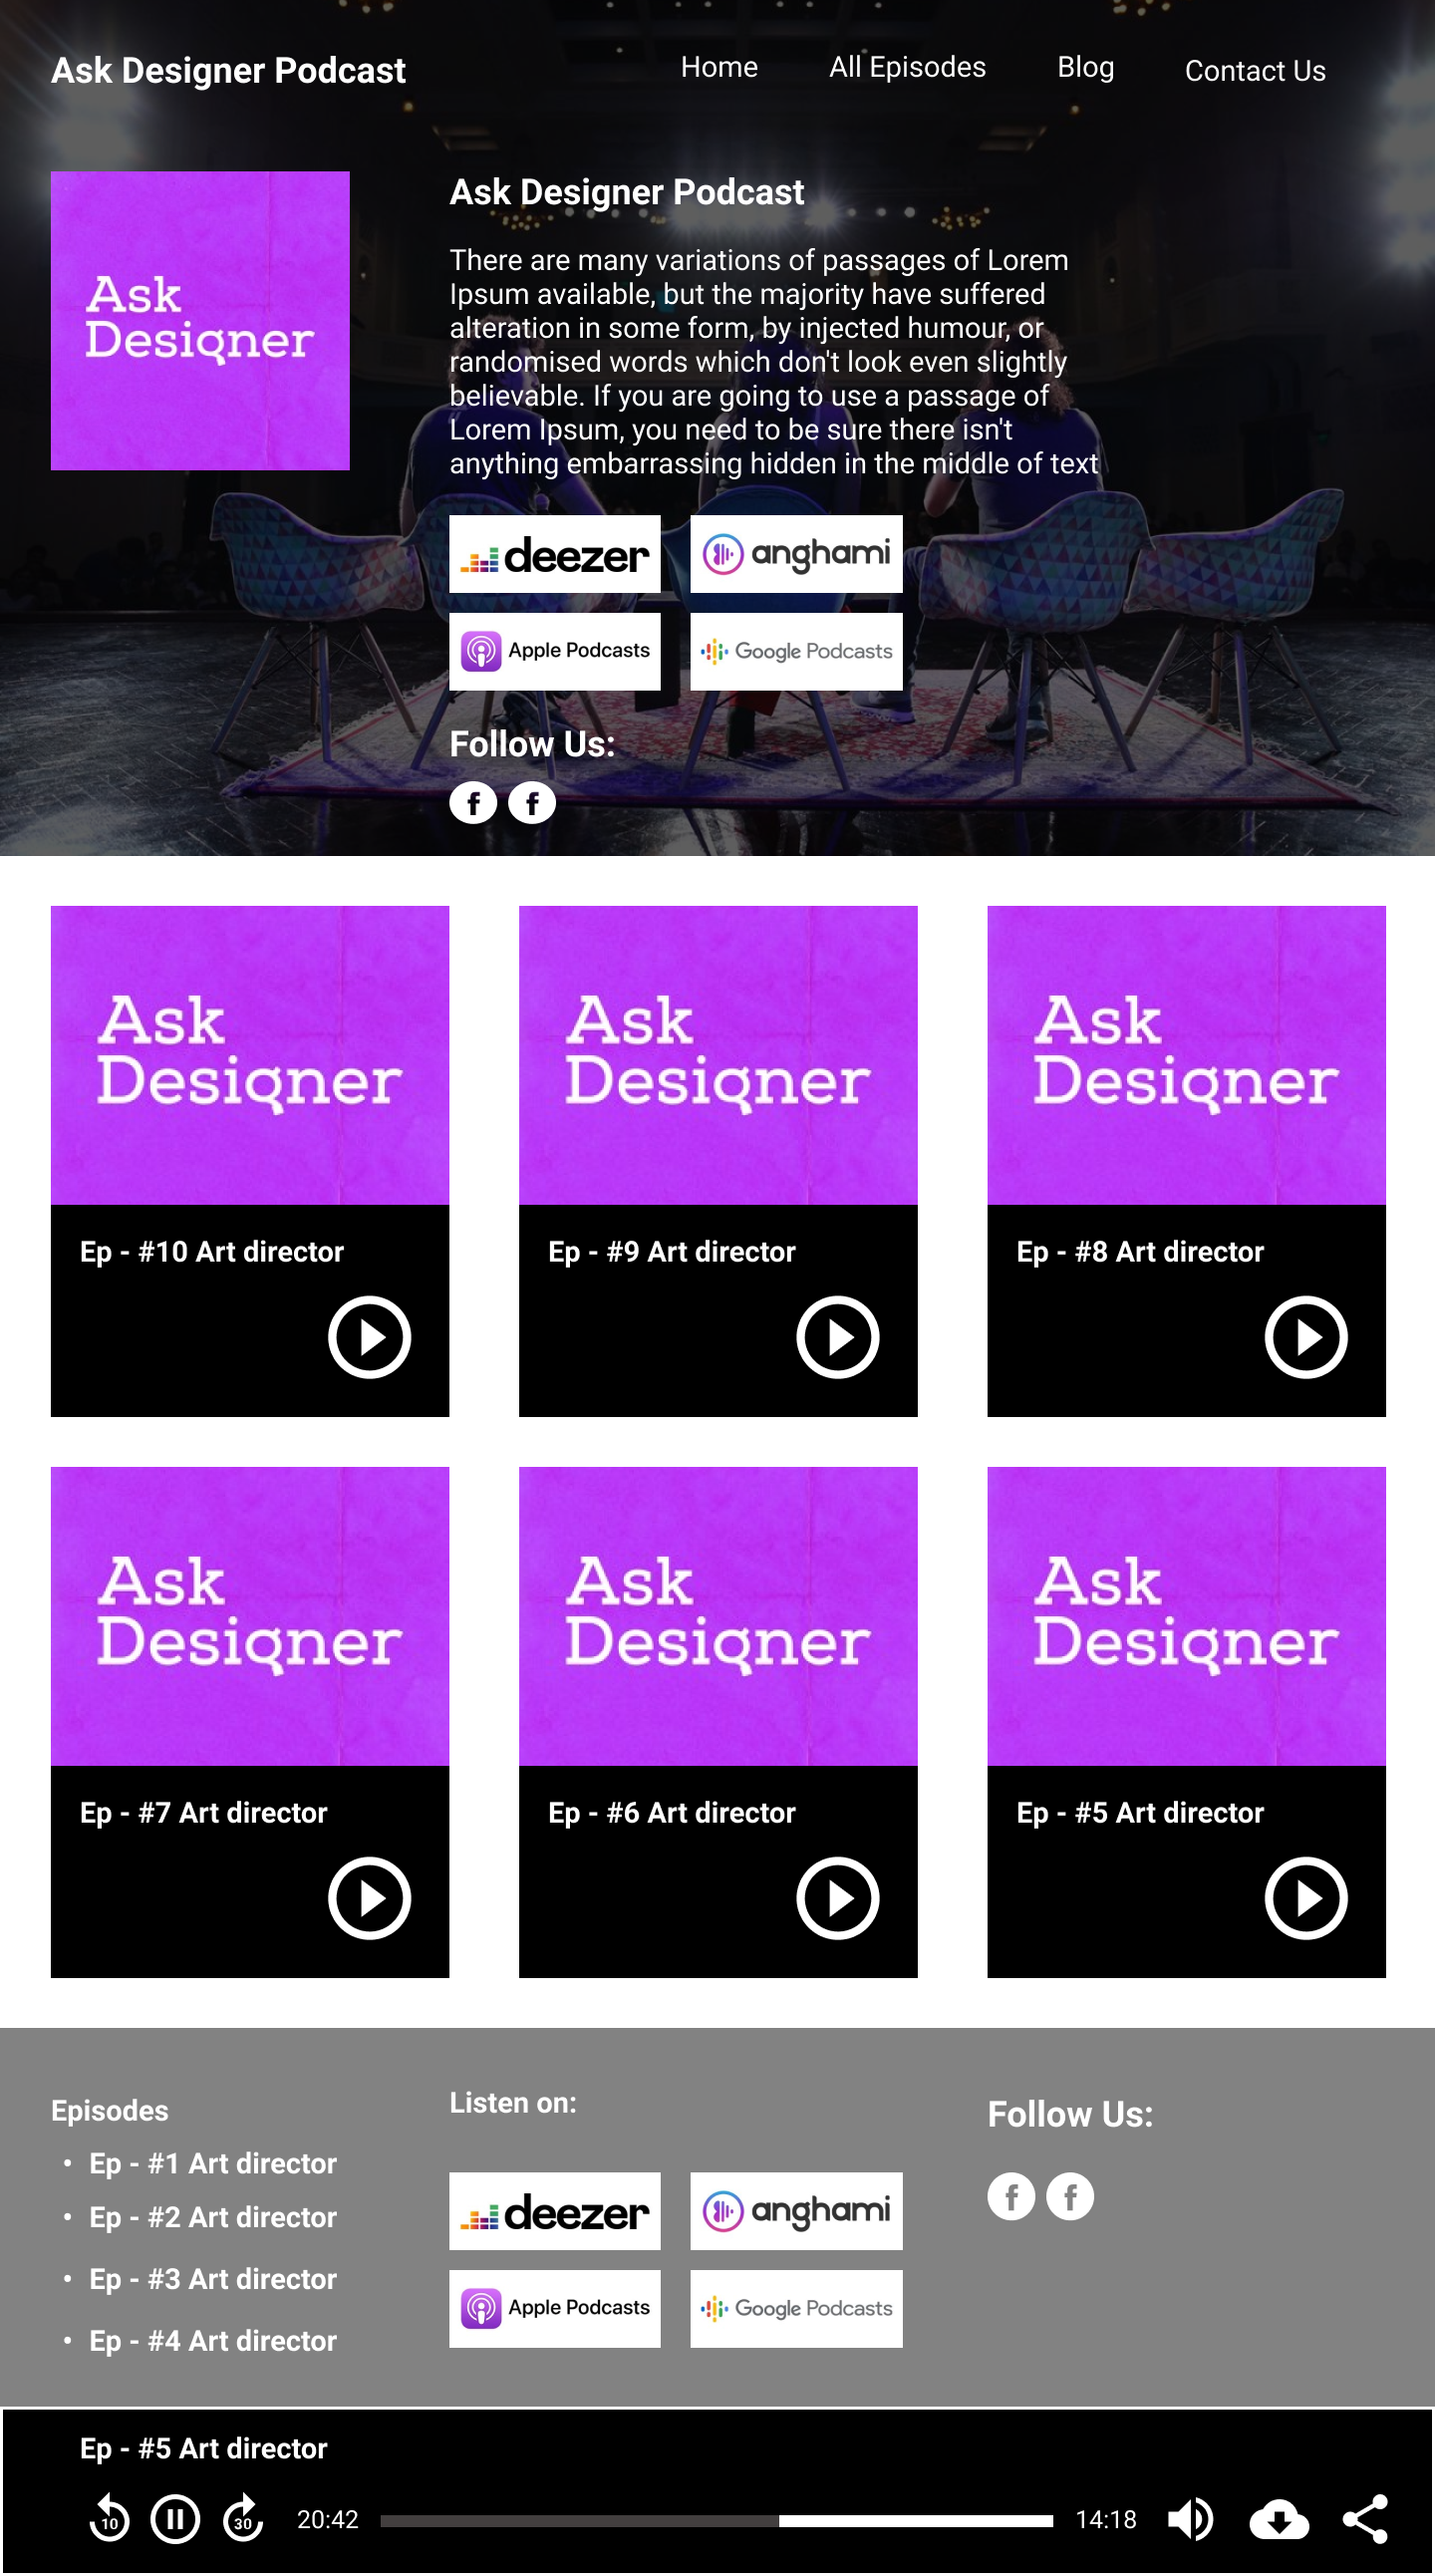 Ask Designer Podcast
Home
All Episodes
Blog
Contact Us
Ask
Designer
Ask Designer Podcast
There are many variations of passages of Lorem
Ipsum available, but the majority have suffered
alteration in some form, by injected humour, or
randomised words which don't look even slightly
believable. If you are going to use a passage of
Lorem Ipsum, you need to be sure there isn't
anything embarrassing hidden in the middle of text
deezer
anghami
Apple Podcasts
Google Podcasts
Follow Us:
Ask
Designer
Ep - #10 Art director
Ask
Designer
Ep - #9 Art director
Ask
Designer
Ep - #8 Art director
Ask
Designer
Ep - #7 Art director
Ask
Designer
Ep - #6 Art director
Ask
Designer
Ep - #5 Art director
Episodes
• Ep - #1 Art director
• Ep - #2 Art director
• Ep - #3 Art director
• Ep - #4 Art director
Listen on:
deezer
anghami
Apple Podcasts
Google Podcasts
Follow Us:
Ep - #5 Art director
10
30
20:42
14:18